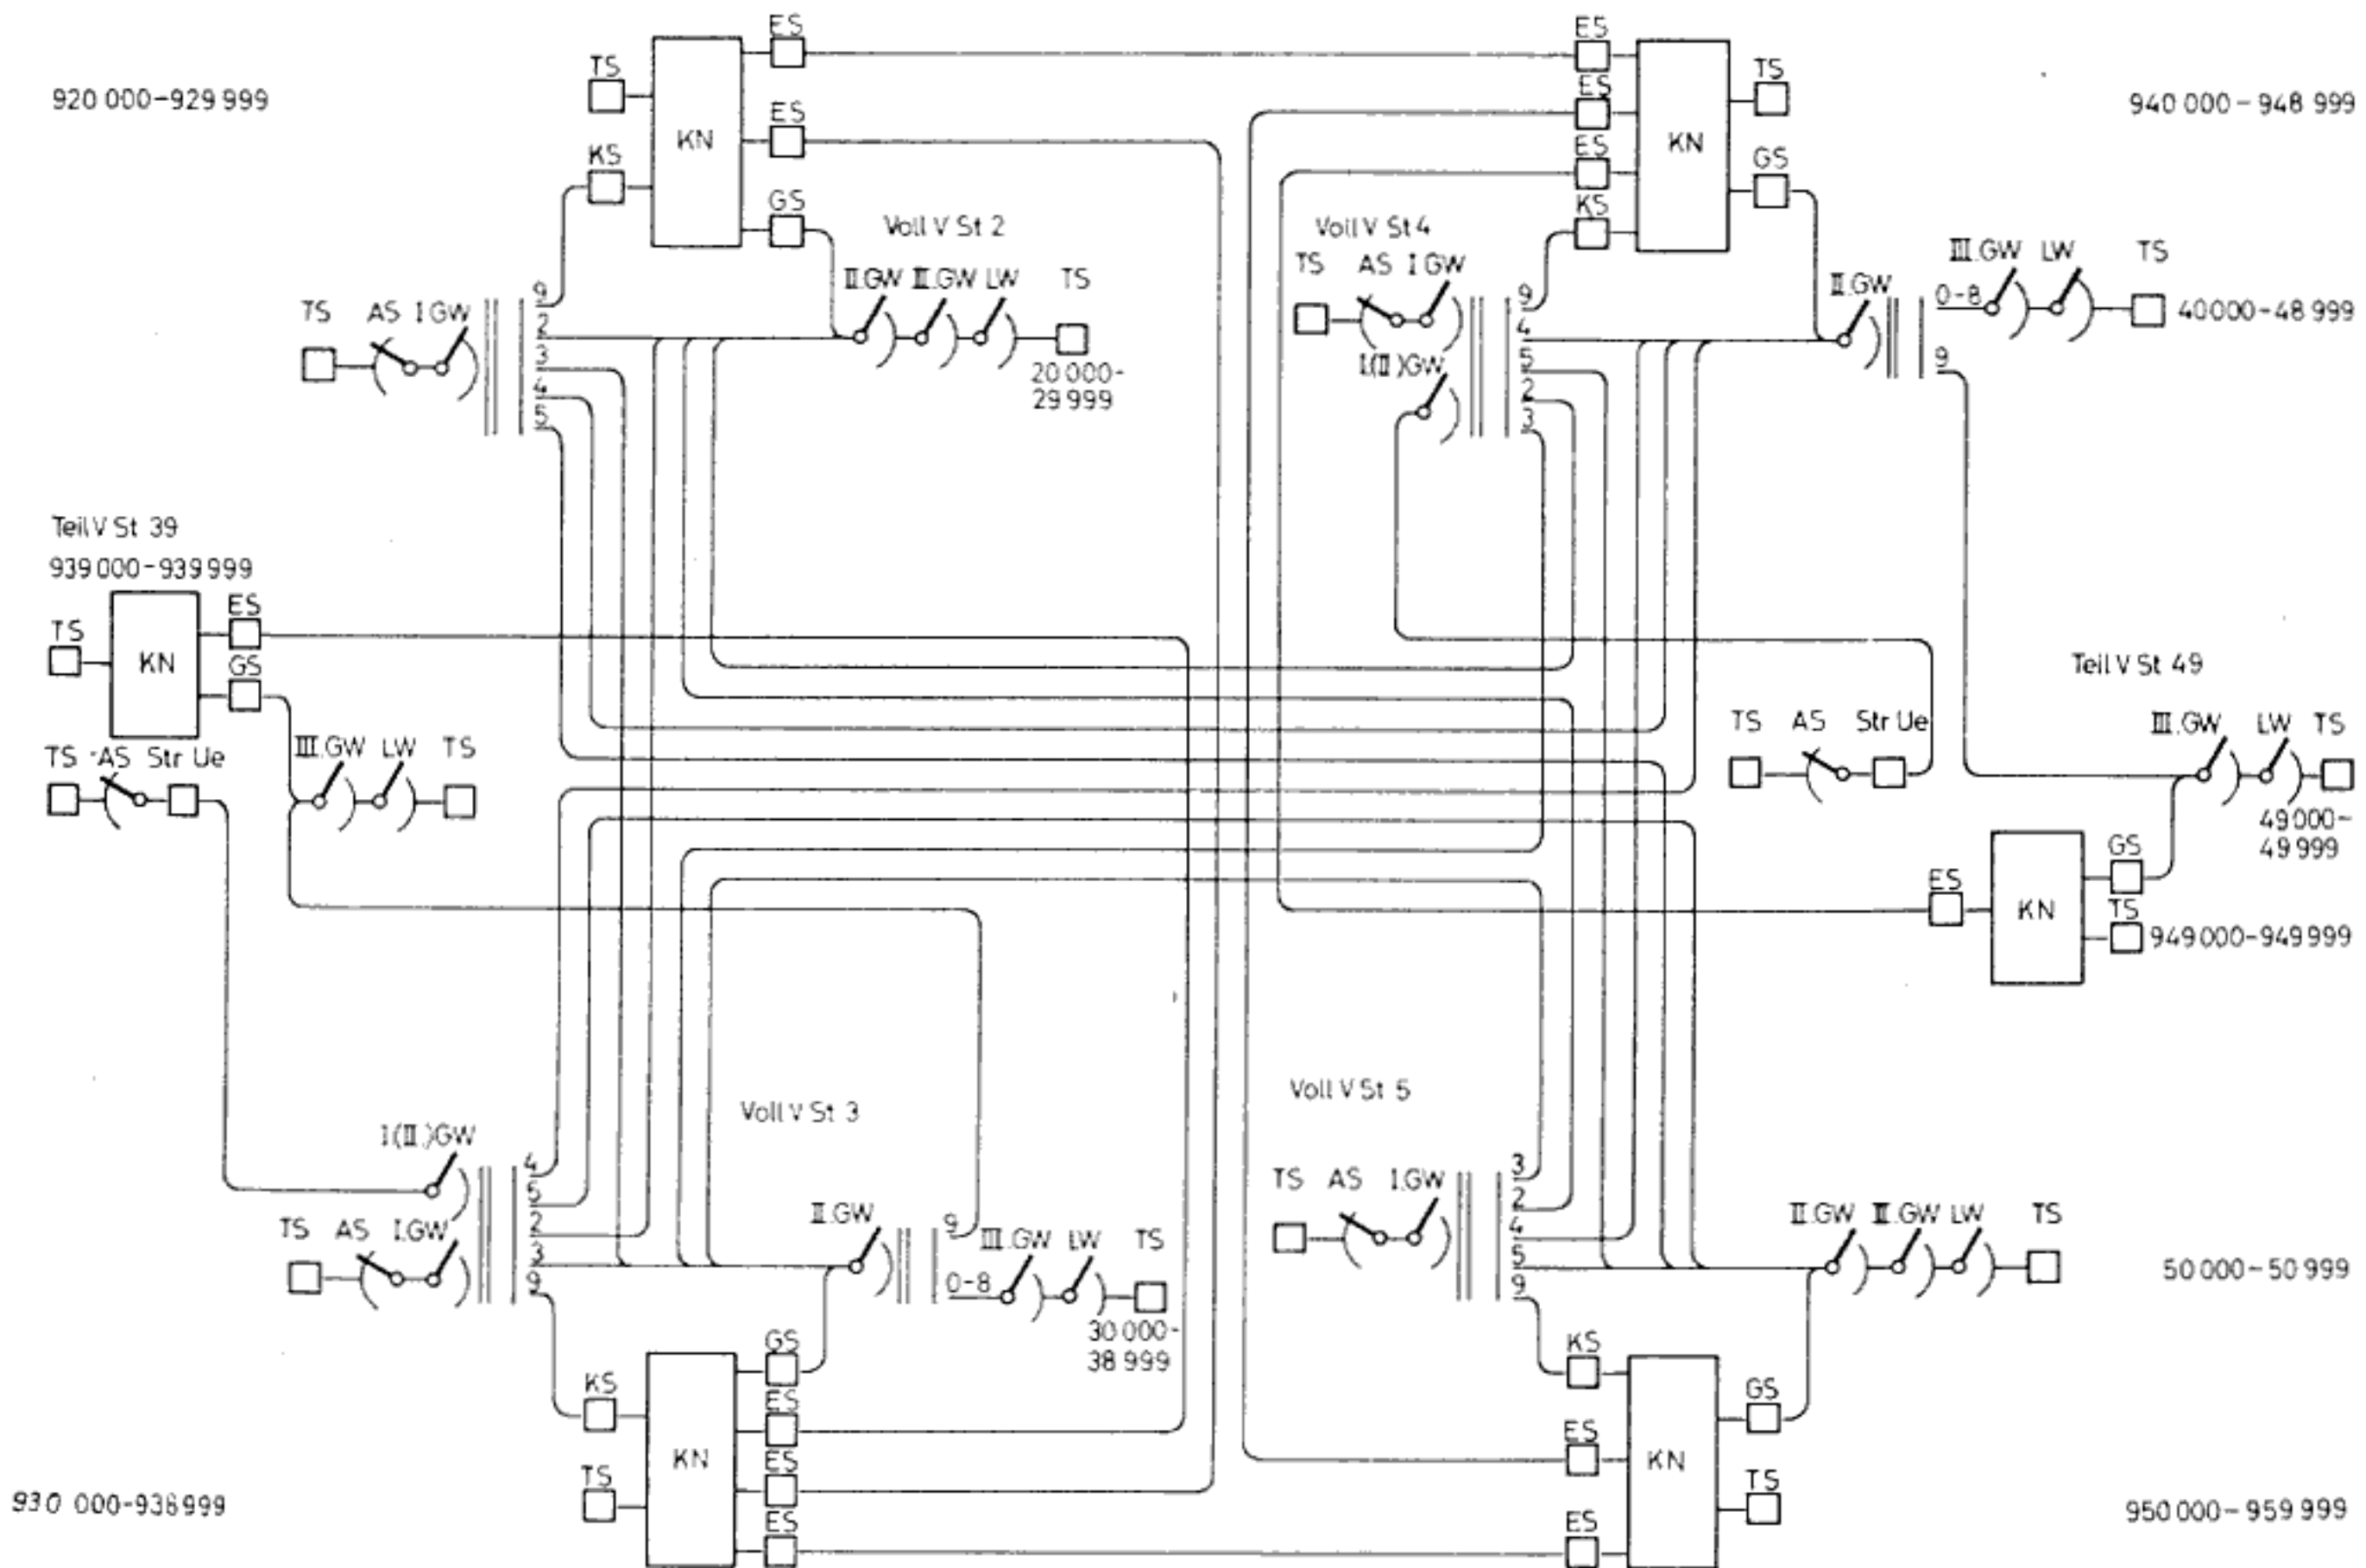 920 000-929 999
TS
KS
KN
ES
ES
GS
Voll V St 2
TS AS I GW
9
2
3
4
5
II.GW III.GW LW TS
20 000-
29 999
ES
ES
ES
KS
KN
TS
GS
940 000-948 999
Voll V St 4
TS AS I GW
I.(II)GW
9
4
5
2
3
II.GW
0-8
9
III.GW LW TS
40000-48999
Teil V St 39
939 000-939 999
TS
KN
ES
GS
TS AS Str Ue
III.GW LW TS
Teil V St 49
TS AS Str Ue
III.GW LW TS
49 000-
49 999
ES
KN
GS
TS
949 000-949 999
Voll V St 3
I(II.)GW
TS AS I.GW
4
5
2
3
9
II.GW
9
0-8
III.GW LW TS
30 000-
38 999
KS
TS
KN
GS
ES
ES
ES
930 000-938999
Voll V St 5
TS AS I.GW
3
2
4
5
9
II.GW III.GW LW TS
50 000-50 999
KS
ES
ES
KN
GS
TS
950 000-959 999